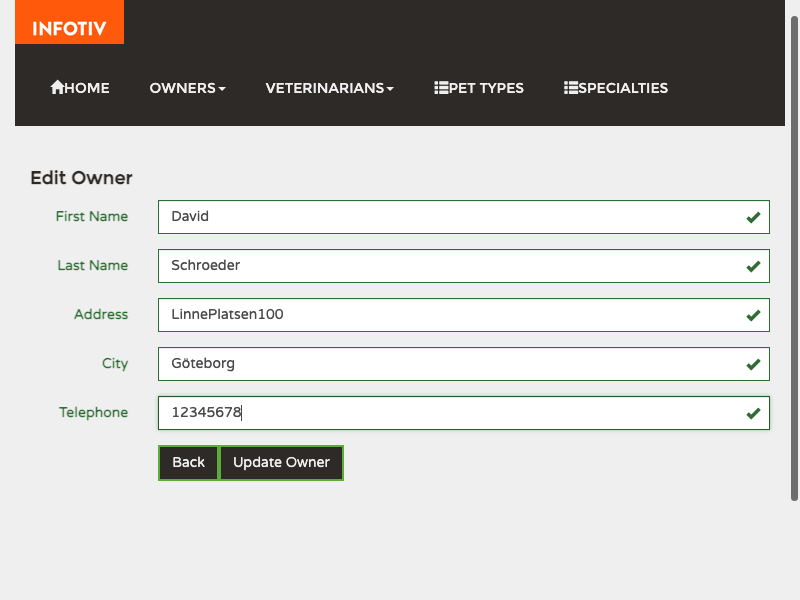 INFOTIV
HOME OWNERS VETERINARIANS PET TYPES SPECIALTIES
Edit Owner
First Name David
Last Name Schroeder
Address LinnePlatsen100
City Göteborg
Telephone 12345678
Back Update Owner